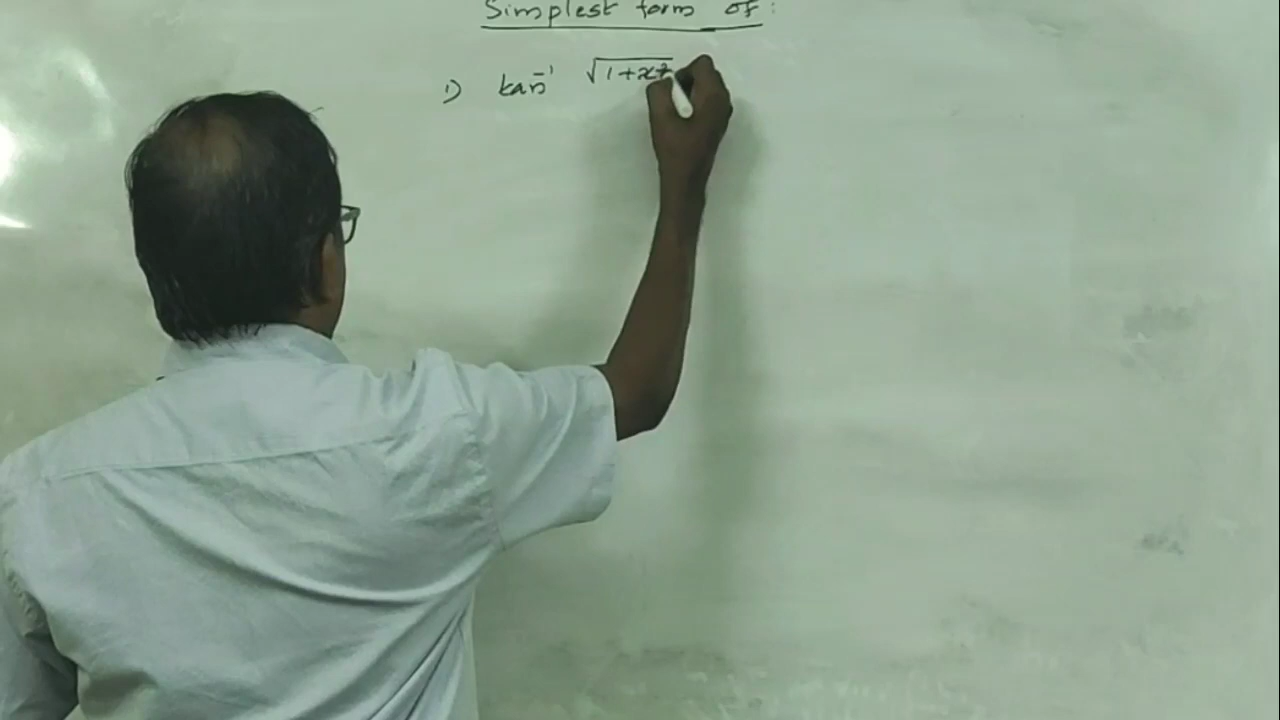 Simplest form of :
1) tan⁻¹ √1+x²